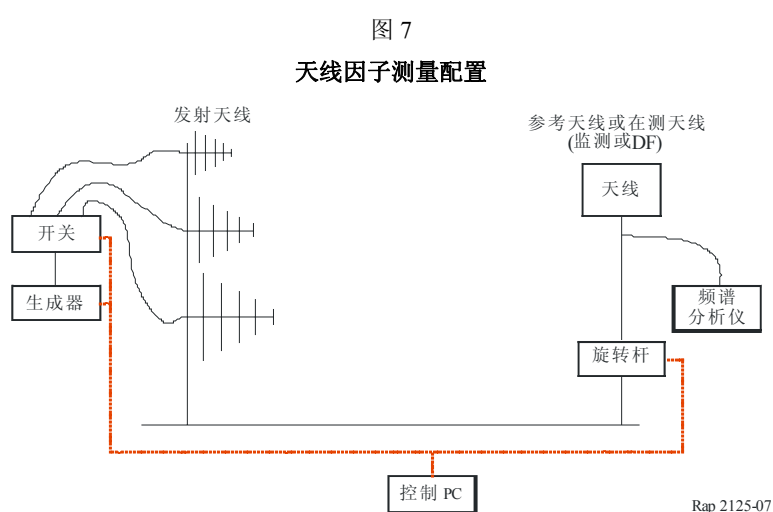 图 7
天线因子测量配置
发射天线
参考天线或在测天线
(监测或DF)
天线
开关
生成器
频谱
分析仪
旋转杆
控制 PC
Rap 2125-07